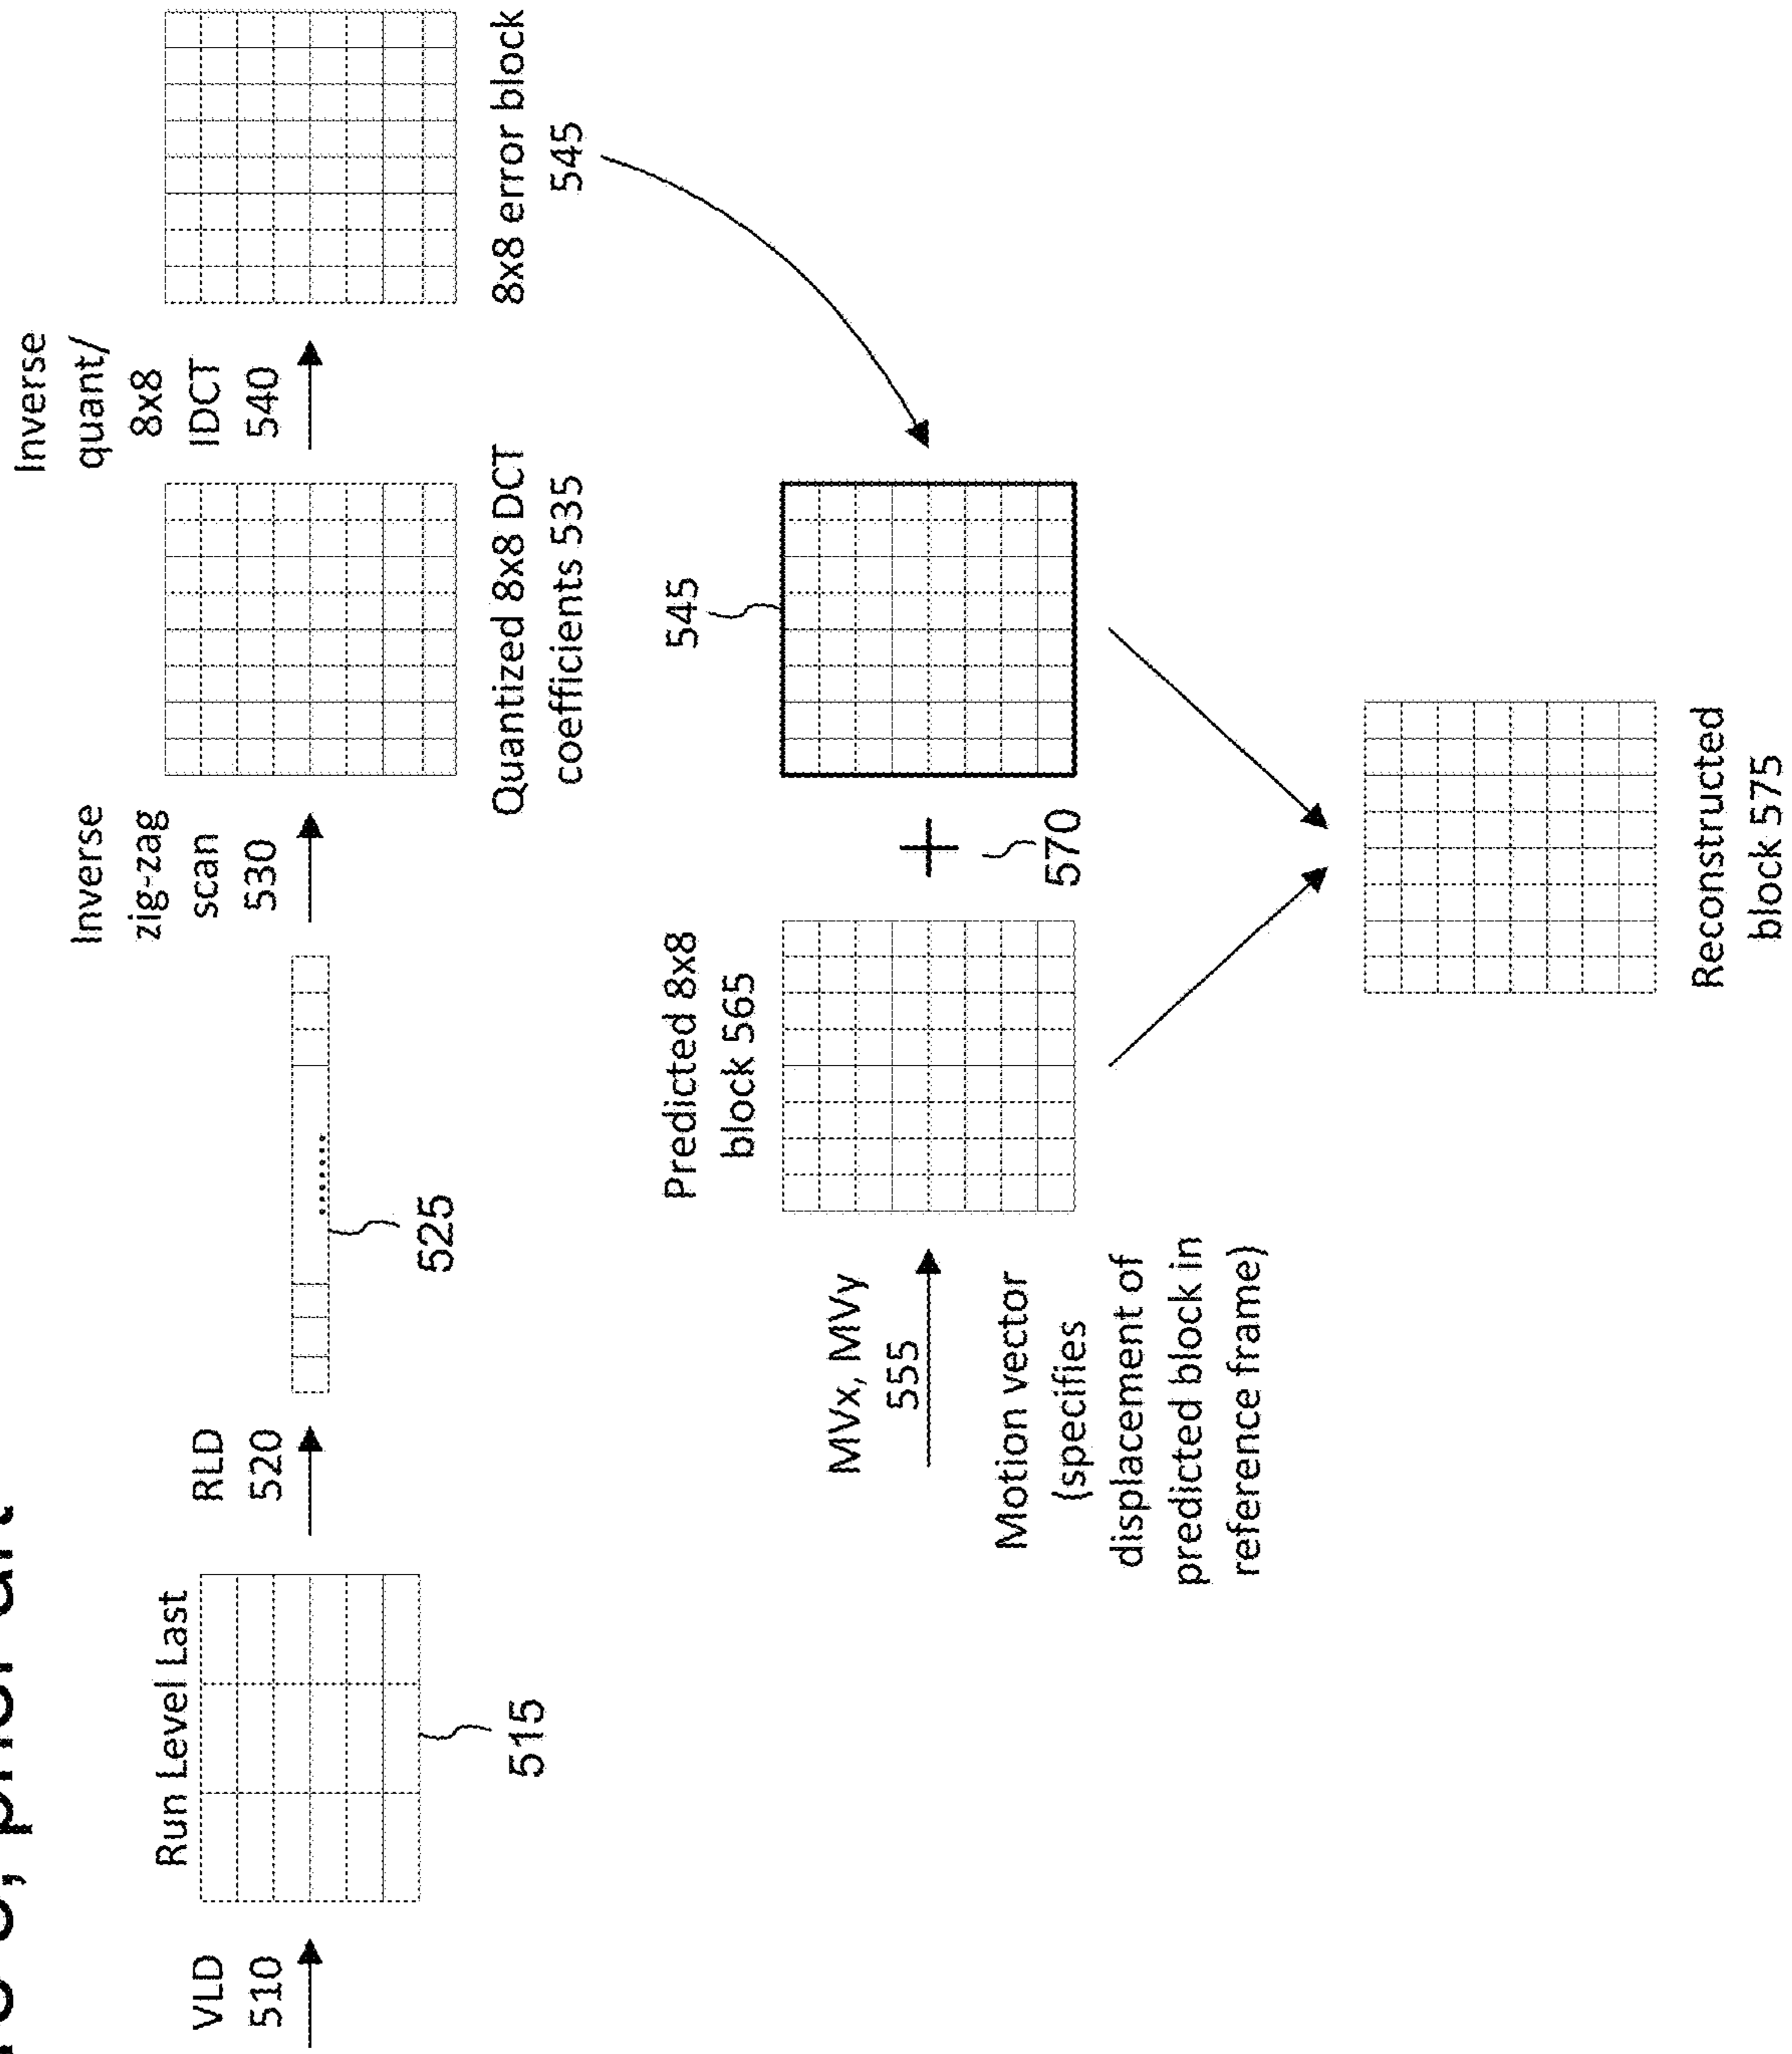 prior art
VLD
510
Run Level Last
515
RLD
520
525
Inverse
zig-zag
scan
530
Quantized 8x8 DCT
coefficients 535
Inverse
quant/
8x8
IDCT
540
8x8 error block
545
MVx, MVy
555
Motion vector
(specifies
displacement of
predicted block in
reference frame)
Predicted 8x8
block 565
+
570
545
Reconstructed
block 575